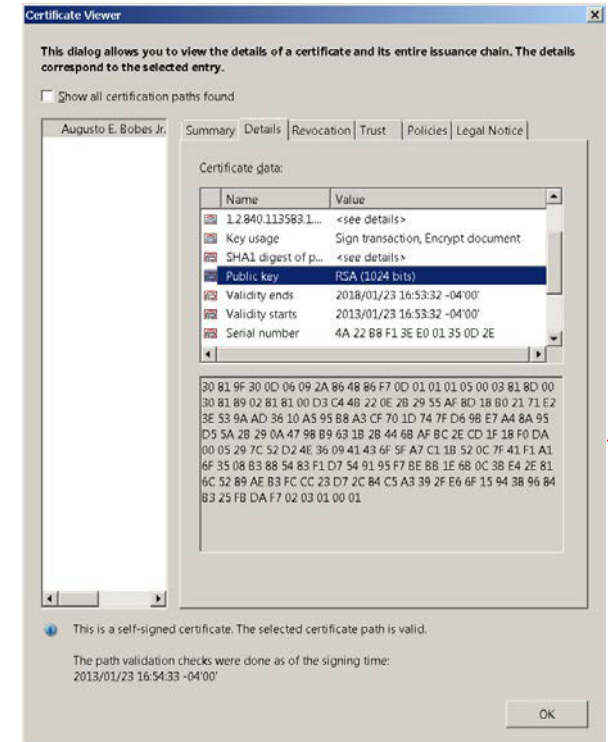 Certificate Viewer
This dialog allows you to view the details of a certificate and its entire issuance chain. The details
correspond to the selected entry.
Show all certification paths found
Augusto E. Bobes Jr.
Summary Details Revocation Trust Policies Legal Notice
Certificate data:
Name Value
1.2.840.113583.1.... <see details>
Key usage Sign transaction, Encrypt document
SHA1 digest of p... <see details>
Public key RSA (1024 bits)
Validity ends 2018/01/23 16:53:32 -04'00'
Validity starts 2013/01/23 16:53:32 -04'00'
Serial number 4A 22 B8 F1 3E E0 01 35 0D 2E
30 81 9F 30 0D 06 09 2A 86 48 86 F7 0D 01 01 01 05 00 03 81 8D 00
30 81 89 02 81 81 00 D3 C4 4B 22 0E 2B 29 55 AF 8D 18 B0 21 71 E2
3E 53 9A AD 36 10 A5 95 B8 A3 CF 70 1D 74 7F D6 9B E7 A4 8A 95
D5 5A 2B 29 0A 47 98 B9 63 1B 2B 44 6B AF BC 2E CD 1F 18 F0 DA
00 05 29 7C 52 D2 4E 36 09 41 43 6F 5F A7 C1 1B 52 0C 7F 41 F1 A1
6F 35 08 B3 88 54 83 F1 D7 54 91 95 F7 BE BB 1E 6B 0C 3B E4 2E 81
6C 52 89 AE B3 FC CC 23 D7 2C 84 C5 A3 39 2F E6 6F 15 94 38 96 84
B3 25 FB DA F7 02 03 01 00 01
This is a self-signed certificate. The selected certificate path is valid.
The path validation checks were done as of the signing time:
2013/01/23 16:54:33 -04'00'
OK